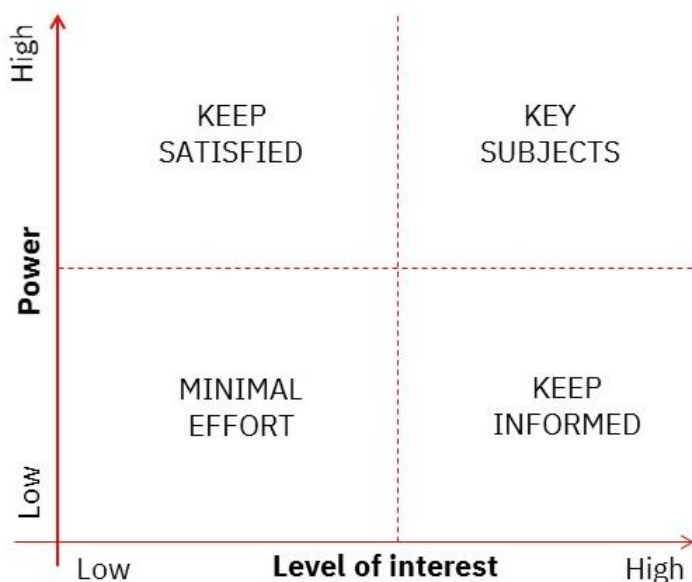 High
KEEP
SATISFIED
KEY
SUBJECTS
Power
MINIMAL
EFFORT
KEEP
INFORMED
Low
Low
Level of interest
High